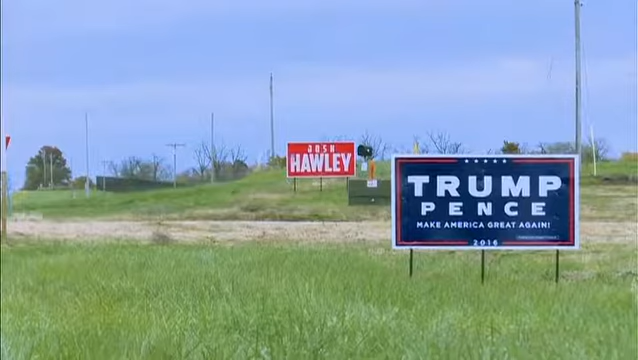 JOSH
HAWLEY
TRUMP
PENCE
MAKE AMERICA GREAT AGAIN!
2016